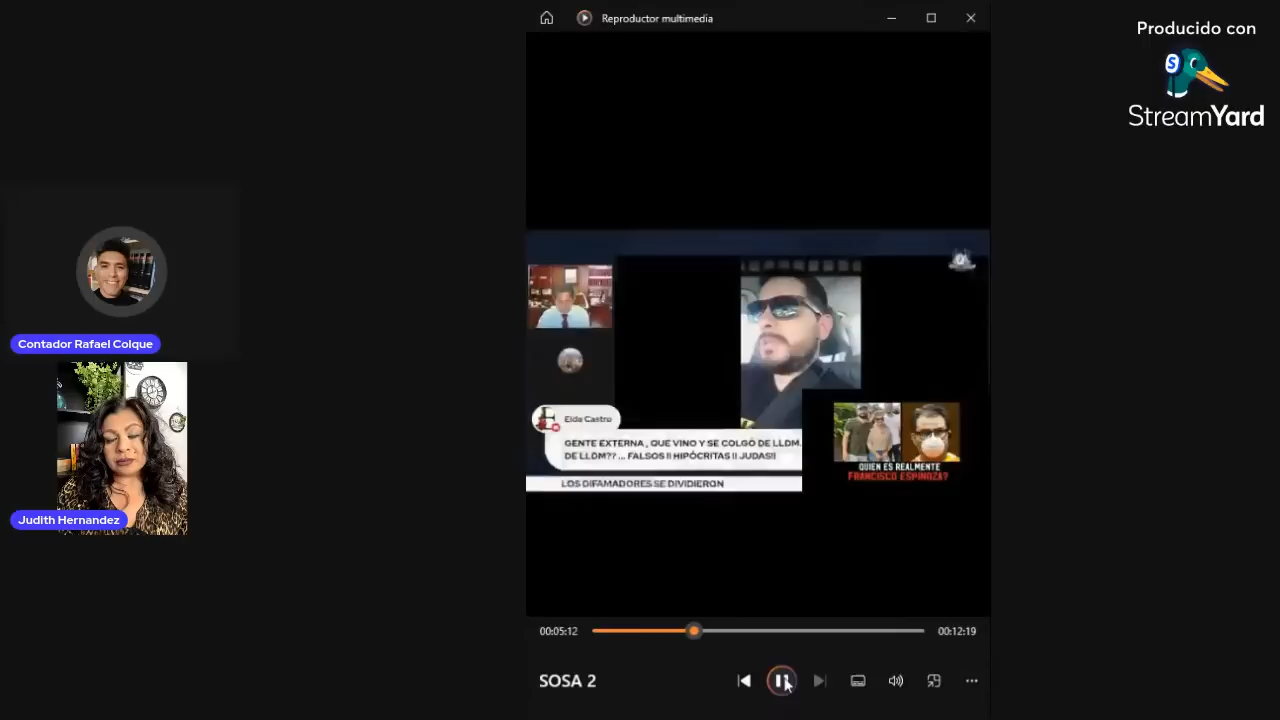 Reproductor multimedia
Producido con
StreamYard
Contador Rafael Colque
Judith Hernandez
Elda Castro
GENTE EXTERNA, QUE VINO Y SE COLGÓ DE LLDM.
DE LLDM?? ... FALSOS !! HIPÓCRITAS !! JUDAS!!
LOS DIFAMADORES SE DIVIDIERON
QUIEN ES REALMENTE
FRANCISCO ESPINOZA?
00:05:12
00:12:19
SOSA 2